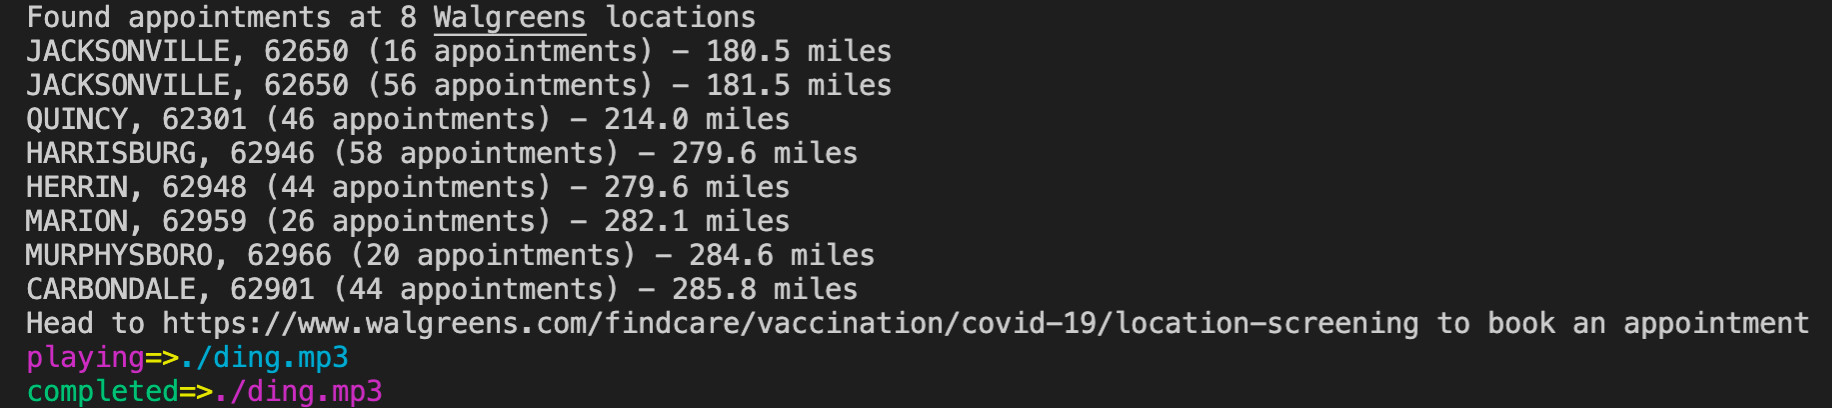 Found appointments at 8 Walgreens locations
JACKSONVILLE, 62650 (16 appointments) – 180.5 miles
JACKSONVILLE, 62650 (56 appointments) – 181.5 miles
QUINCY, 62301 (46 appointments) – 214.0 miles
HARRISBURG, 62946 (58 appointments) – 279.6 miles
HERRIN, 62948 (44 appointments) – 279.6 miles
MARION, 62959 (26 appointments) – 282.1 miles
MURPHYSBORO, 62966 (20 appointments) – 284.6 miles
CARBONDALE, 62901 (44 appointments) – 285.8 miles
Head to https://www.walgreens.com/findcare/vaccination/covid-19/location-screening to book an appointment
playing=>./ding.mp3
completed=>./ding.mp3